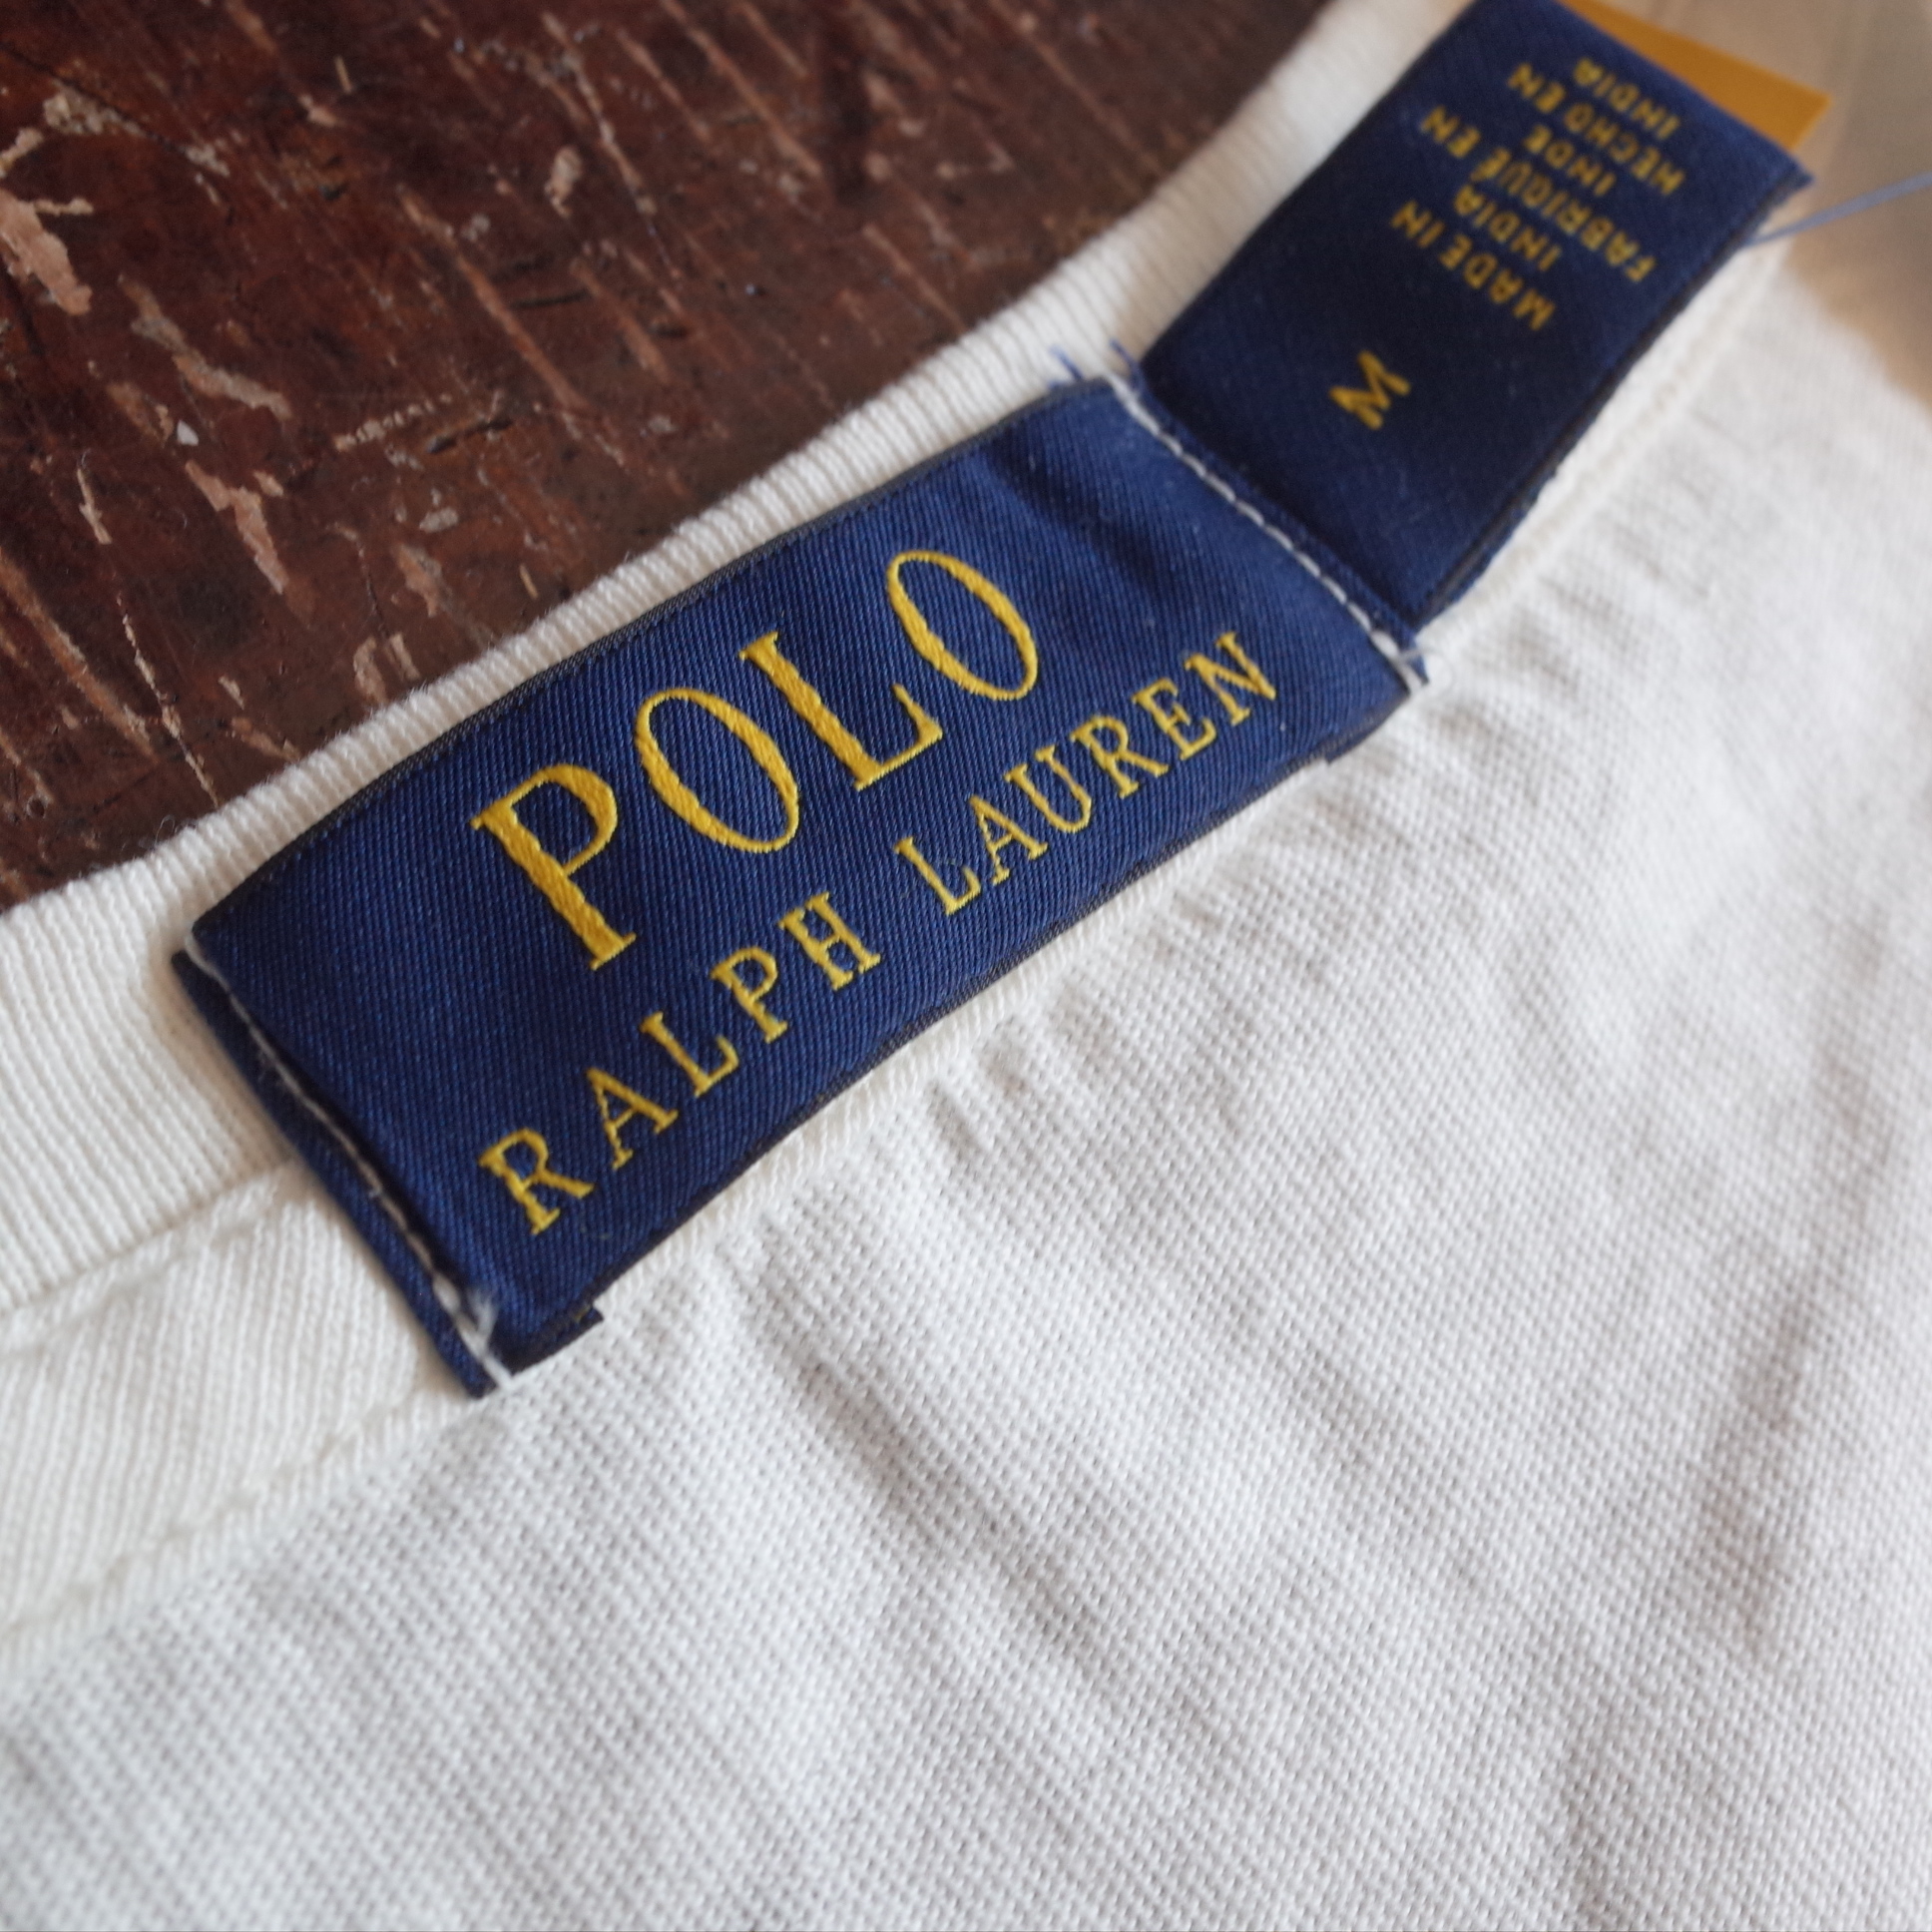 POLO
RALPH LAUREN
M
MADE IN
INDIA
FABRIQUÉ EN
INDE
HECHO EN
INDIA